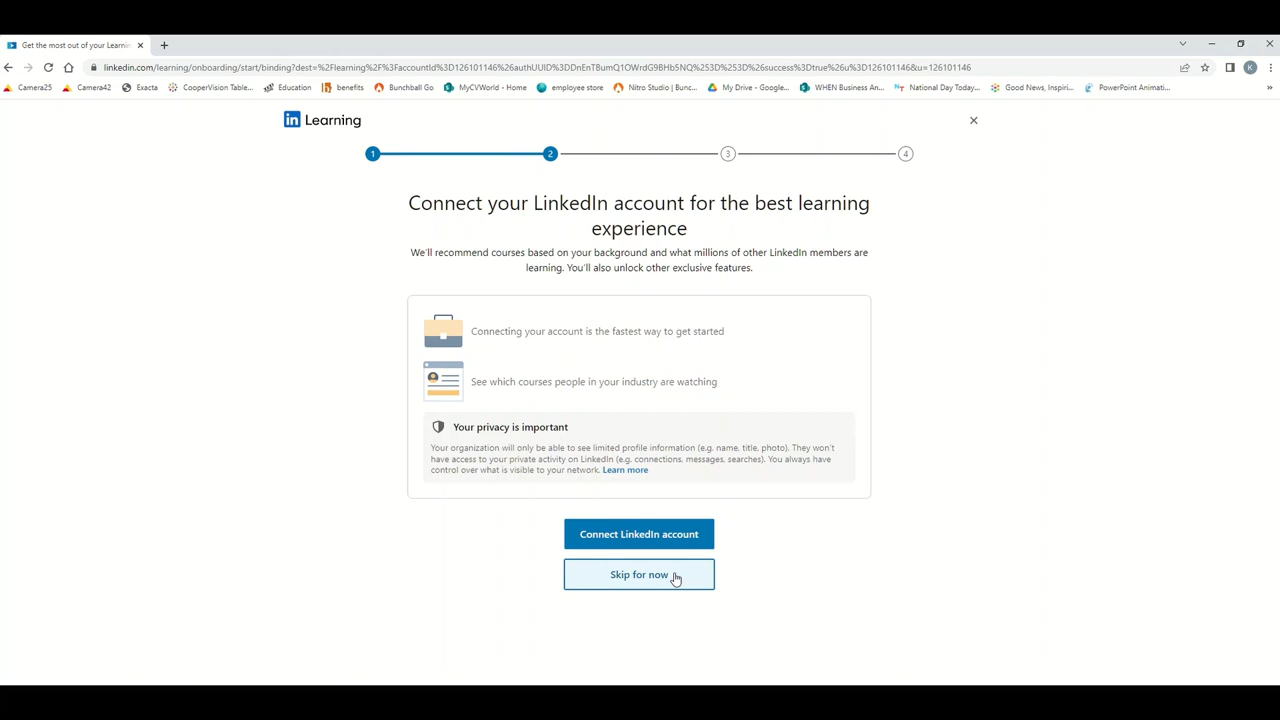 Get the most out of your Learnin
linkedin.com/learning/onboarding/start/binding?dest=%2Flearning%2F%3FaccountId%3D126101146%26authUUID%3DDnEnTBumQ1OWrdG9BHb5NQ%253D%253D%26success%3Dtrue%26u%3D126101146&u=126101146
K
Camera25 Camera42 Exacta CooperVision Table... Education benefits Bunchball Go MyCVWorld - Home employee store Nitro Studio | Bunc... My Drive - Google... WHEN Business An... National Day Today... Good News, Inspiri... PowerPoint Animati... »
in Learning
1 2 3 4
Connect your LinkedIn account for the best learning
experience
We'll recommend courses based on your background and what millions of other LinkedIn members are
learning. You'll also unlock other exclusive features.
Connecting your account is the fastest way to get started
See which courses people in your industry are watching
Your privacy is important
Your organization will only be able to see limited profile information (e.g. name, title, photo). They won't
have access to your private activity on LinkedIn (e.g. connections, messages, searches). You always have
control over what is visible to your network. Learn more
Connect LinkedIn account
Skip for now